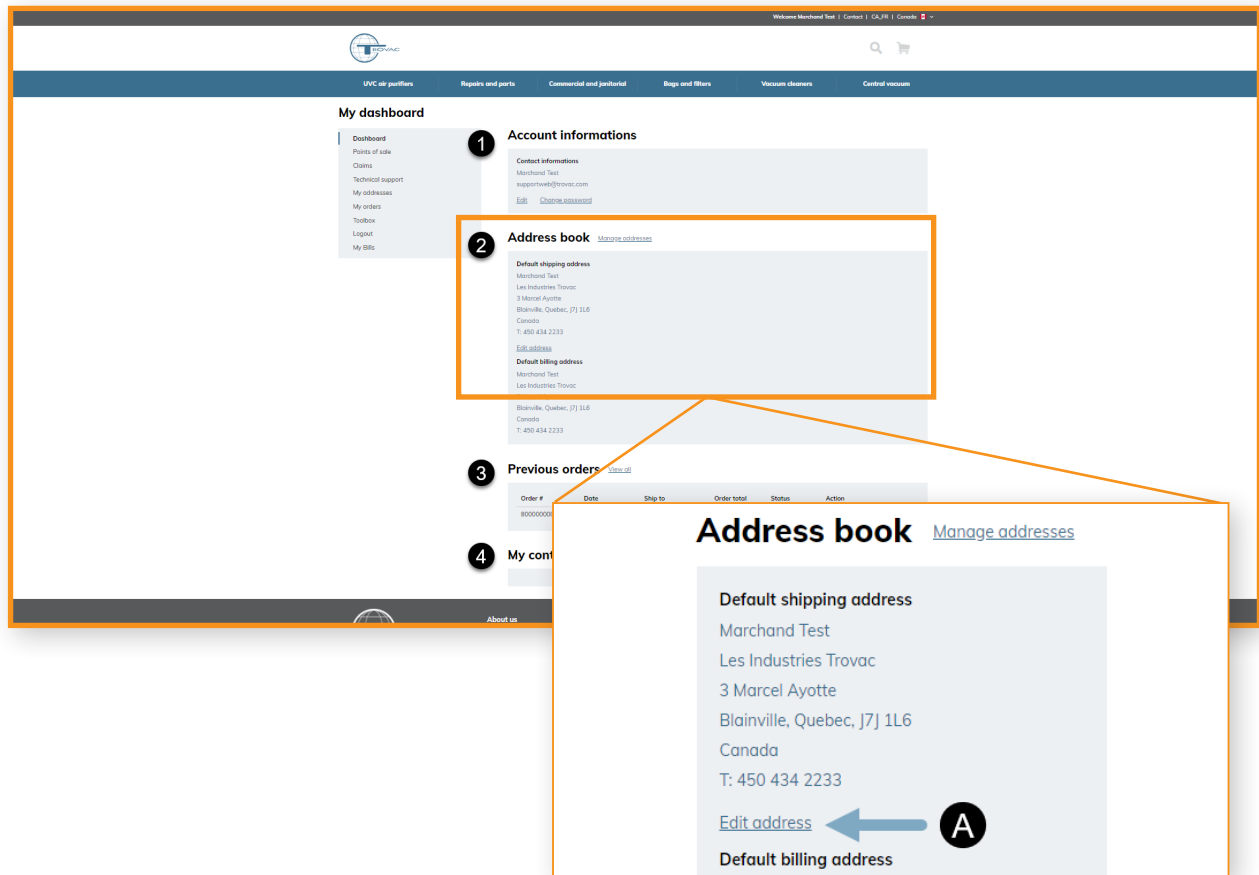 Welcome Marchand Test | Contact | CA_FR | Canada
TROVAC
UVC air purifiers Repairs and parts Commercial and janitorial Bags and filters Vacuum cleaners Central vacuum
My dashboard
Dashboard
Points of sale
Claims
Technical support
My addresses
My orders
Toolbox
Logout
My Bills
1 Account informations
Contact informations
Marchand Test
supportweb@trovac.com
Edit Change password
2 Address book Manage addresses
Default shipping address
Marchand Test
Les Industries Trovac
3 Marcel Ayotte
Blainville, Quebec, J7J 1L6
Canada
T: 450 434 2233
Edit address
Default billing address
Marchand Test
Les Industries Trovac
Blainville, Quebec, J7J 1L6
Canada
T: 450 434 2233
3 Previous orders View all
Order # Date Ship to Order total Status Action
4 My cont
About us
Address book Manage addresses
Default shipping address
Marchand Test
Les Industries Trovac
3 Marcel Ayotte
Blainville, Quebec, J7J 1L6
Canada
T: 450 434 2233
Edit address A
Default billing address